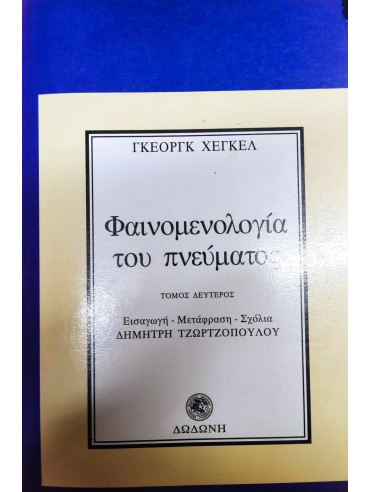 ΓΚΕΟΡΓΚ ΧΕΓΚΕΛ
Φαινομενολογία
του πνεύματος
ΤΟΜΟΣ ΔΕΥΤΕΡΟΣ
Εισαγωγή - Μετάφραση - Σχόλια
ΔΗΜΗΤΡΗ ΤΖΩΡΤΖΟΠΟΥΛΟΥ
ΔΩΔΩΝΗ